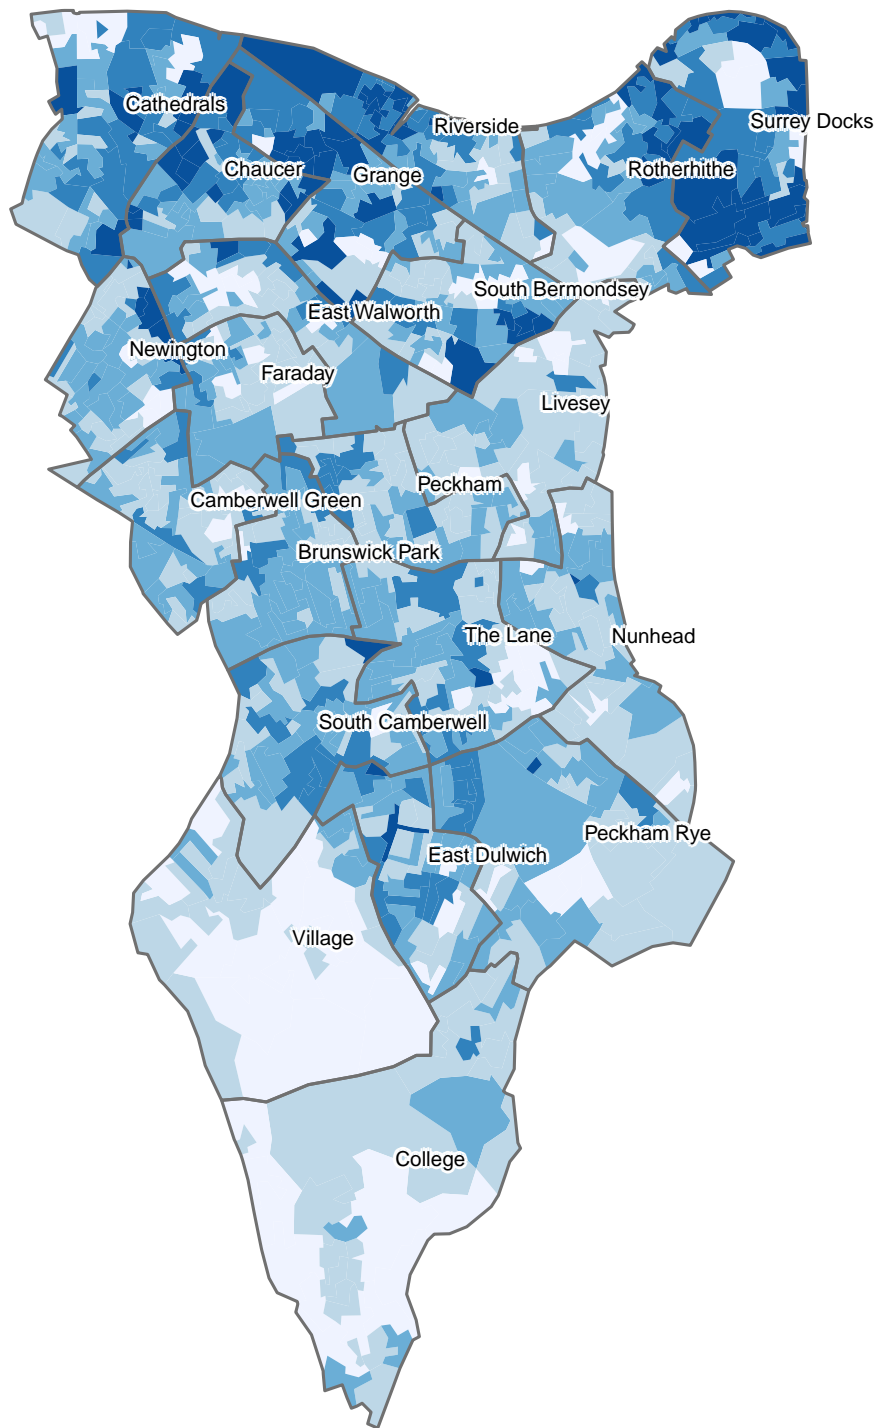 Cathedrals
Riverside
Surrey Docks
Chaucer
Grange
Rotherhithe
South Bermondsey
East Walworth
Newington
Faraday
Livesey
Peckham
Camberwell Green
Brunswick Park
The Lane
Nunhead
South Camberwell
Peckham Rye
East Dulwich
Village
College